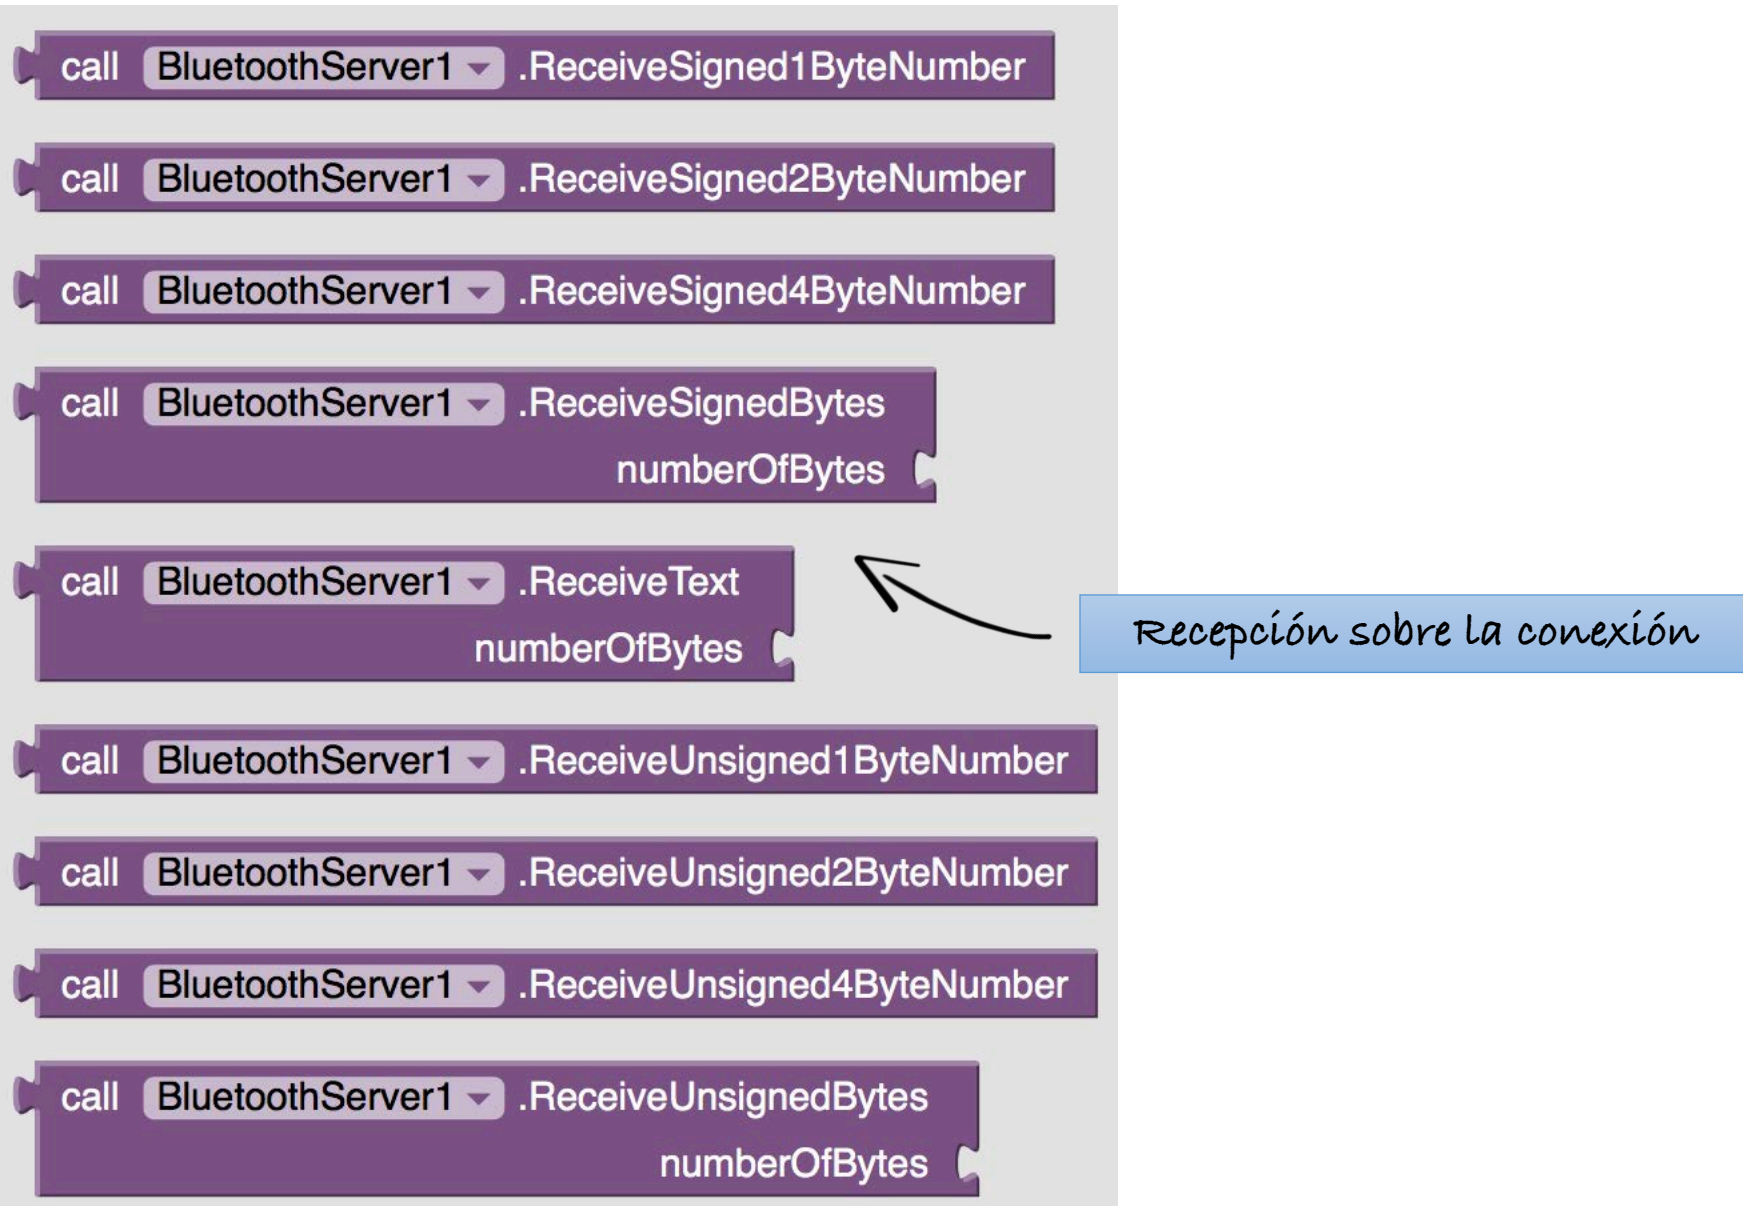 call BluetoothServer1 .ReceiveSigned1ByteNumber
call BluetoothServer1 .ReceiveSigned2ByteNumber
call BluetoothServer1 .ReceiveSigned4ByteNumber
call BluetoothServer1 .ReceiveSignedBytes
numberOfBytes
call BluetoothServer1 .ReceiveText
numberOfBytes
Recepción sobre la conexión
call BluetoothServer1 .ReceiveUnsigned1ByteNumber
call BluetoothServer1 .ReceiveUnsigned2ByteNumber
call BluetoothServer1 .ReceiveUnsigned4ByteNumber
call BluetoothServer1 .ReceiveUnsignedBytes
numberOfBytes